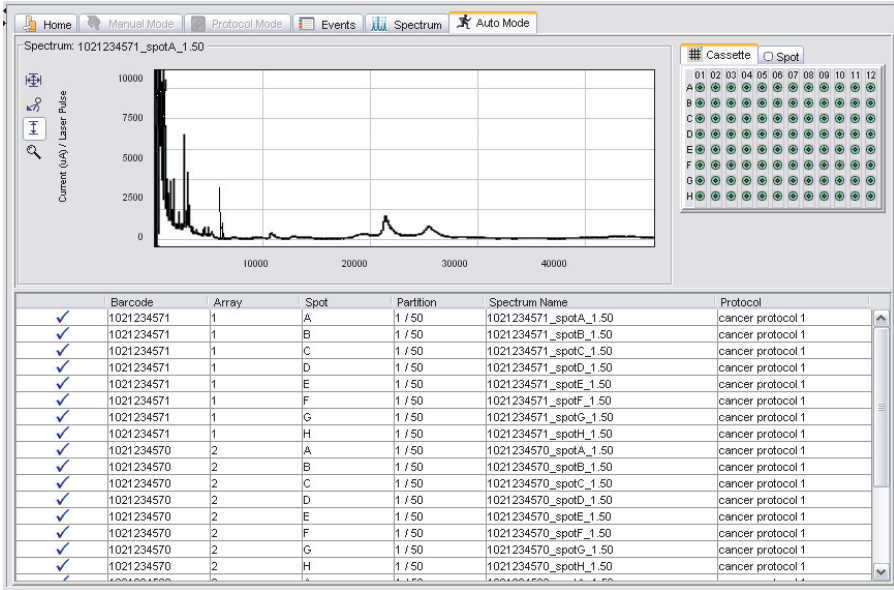 Home Manual Mode Protocol Mode Events Spectrum Auto Mode
Spectrum: 1021234571_spotA_1.50
Current (uA) / Laser Pulse
10000
7500
5000
2500
0
10000 20000 30000 40000
Cassette Spot
01 02 03 04 05 06 07 08 09 10 11 12
A
B
C
D
E
F
G
H
Barcode Array Spot Partition Spectrum Name Protocol
1021234571 1 A 1 / 50 1021234571_spotA_1.50 cancer protocol 1
1021234571 1 B 1 / 50 1021234571_spotB_1.50 cancer protocol 1
1021234571 1 C 1 / 50 1021234571_spotC_1.50 cancer protocol 1
1021234571 1 D 1 / 50 1021234571_spotD_1.50 cancer protocol 1
1021234571 1 E 1 / 50 1021234571_spotE_1.50 cancer protocol 1
1021234571 1 F 1 / 50 1021234571_spotF_1.50 cancer protocol 1
1021234571 1 G 1 / 50 1021234571_spotG_1.50 cancer protocol 1
1021234571 1 H 1 / 50 1021234571_spotH_1.50 cancer protocol 1
1021234570 2 A 1 / 50 1021234570_spotA_1.50 cancer protocol 1
1021234570 2 B 1 / 50 1021234570_spotB_1.50 cancer protocol 1
1021234570 2 C 1 / 50 1021234570_spotC_1.50 cancer protocol 1
1021234570 2 D 1 / 50 1021234570_spotD_1.50 cancer protocol 1
1021234570 2 E 1 / 50 1021234570_spotE_1.50 cancer protocol 1
1021234570 2 F 1 / 50 1021234570_spotF_1.50 cancer protocol 1
1021234570 2 G 1 / 50 1021234570_spotG_1.50 cancer protocol 1
1021234570 2 H 1 / 50 1021234570_spotH_1.50 cancer protocol 1